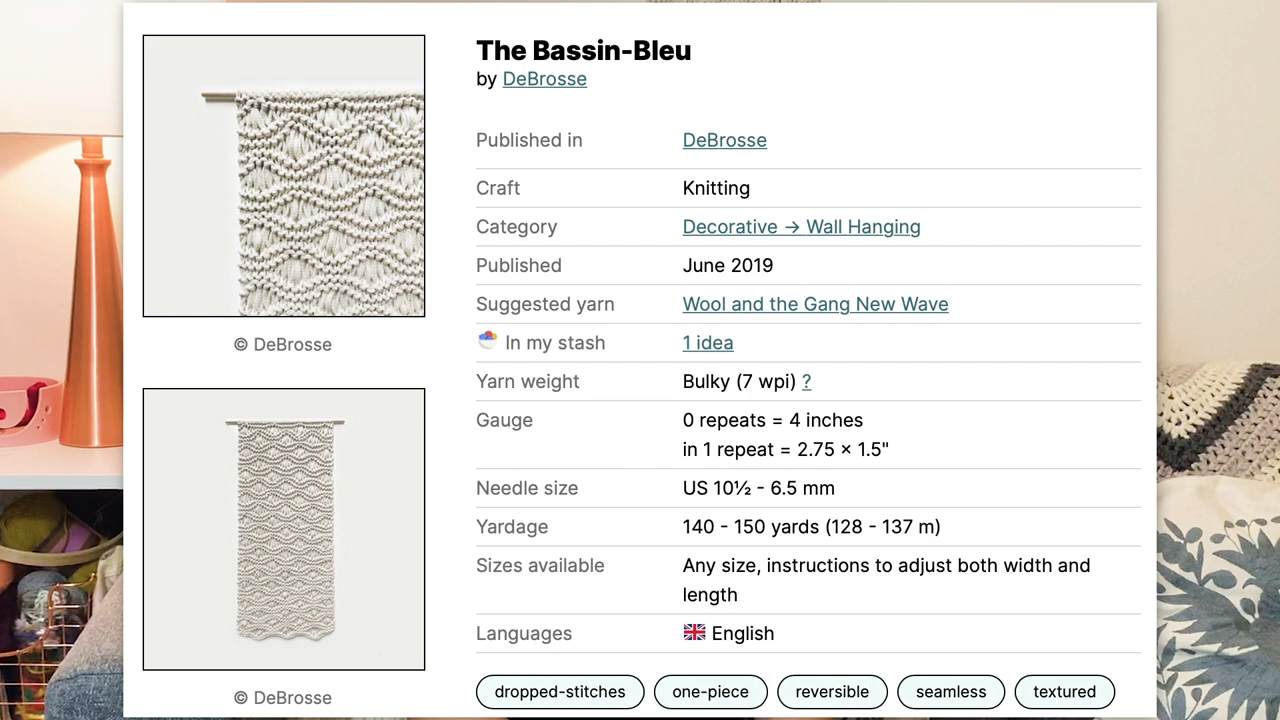 The Bassin-Bleu
by DeBrosse
Published in DeBrosse
Craft Knitting
Category Decorative → Wall Hanging
Published June 2019
Suggested yarn Wool and the Gang New Wave
In my stash 1 idea
Yarn weight Bulky (7 wpi) ?
Gauge 0 repeats = 4 inches
in 1 repeat = 2.75 × 1.5"
Needle size US 10½ - 6.5 mm
Yardage 140 - 150 yards (128 - 137 m)
Sizes available Any size, instructions to adjust both width and
length
Languages English
dropped-stitches one-piece reversible seamless textured
© DeBrosse
© DeBrosse